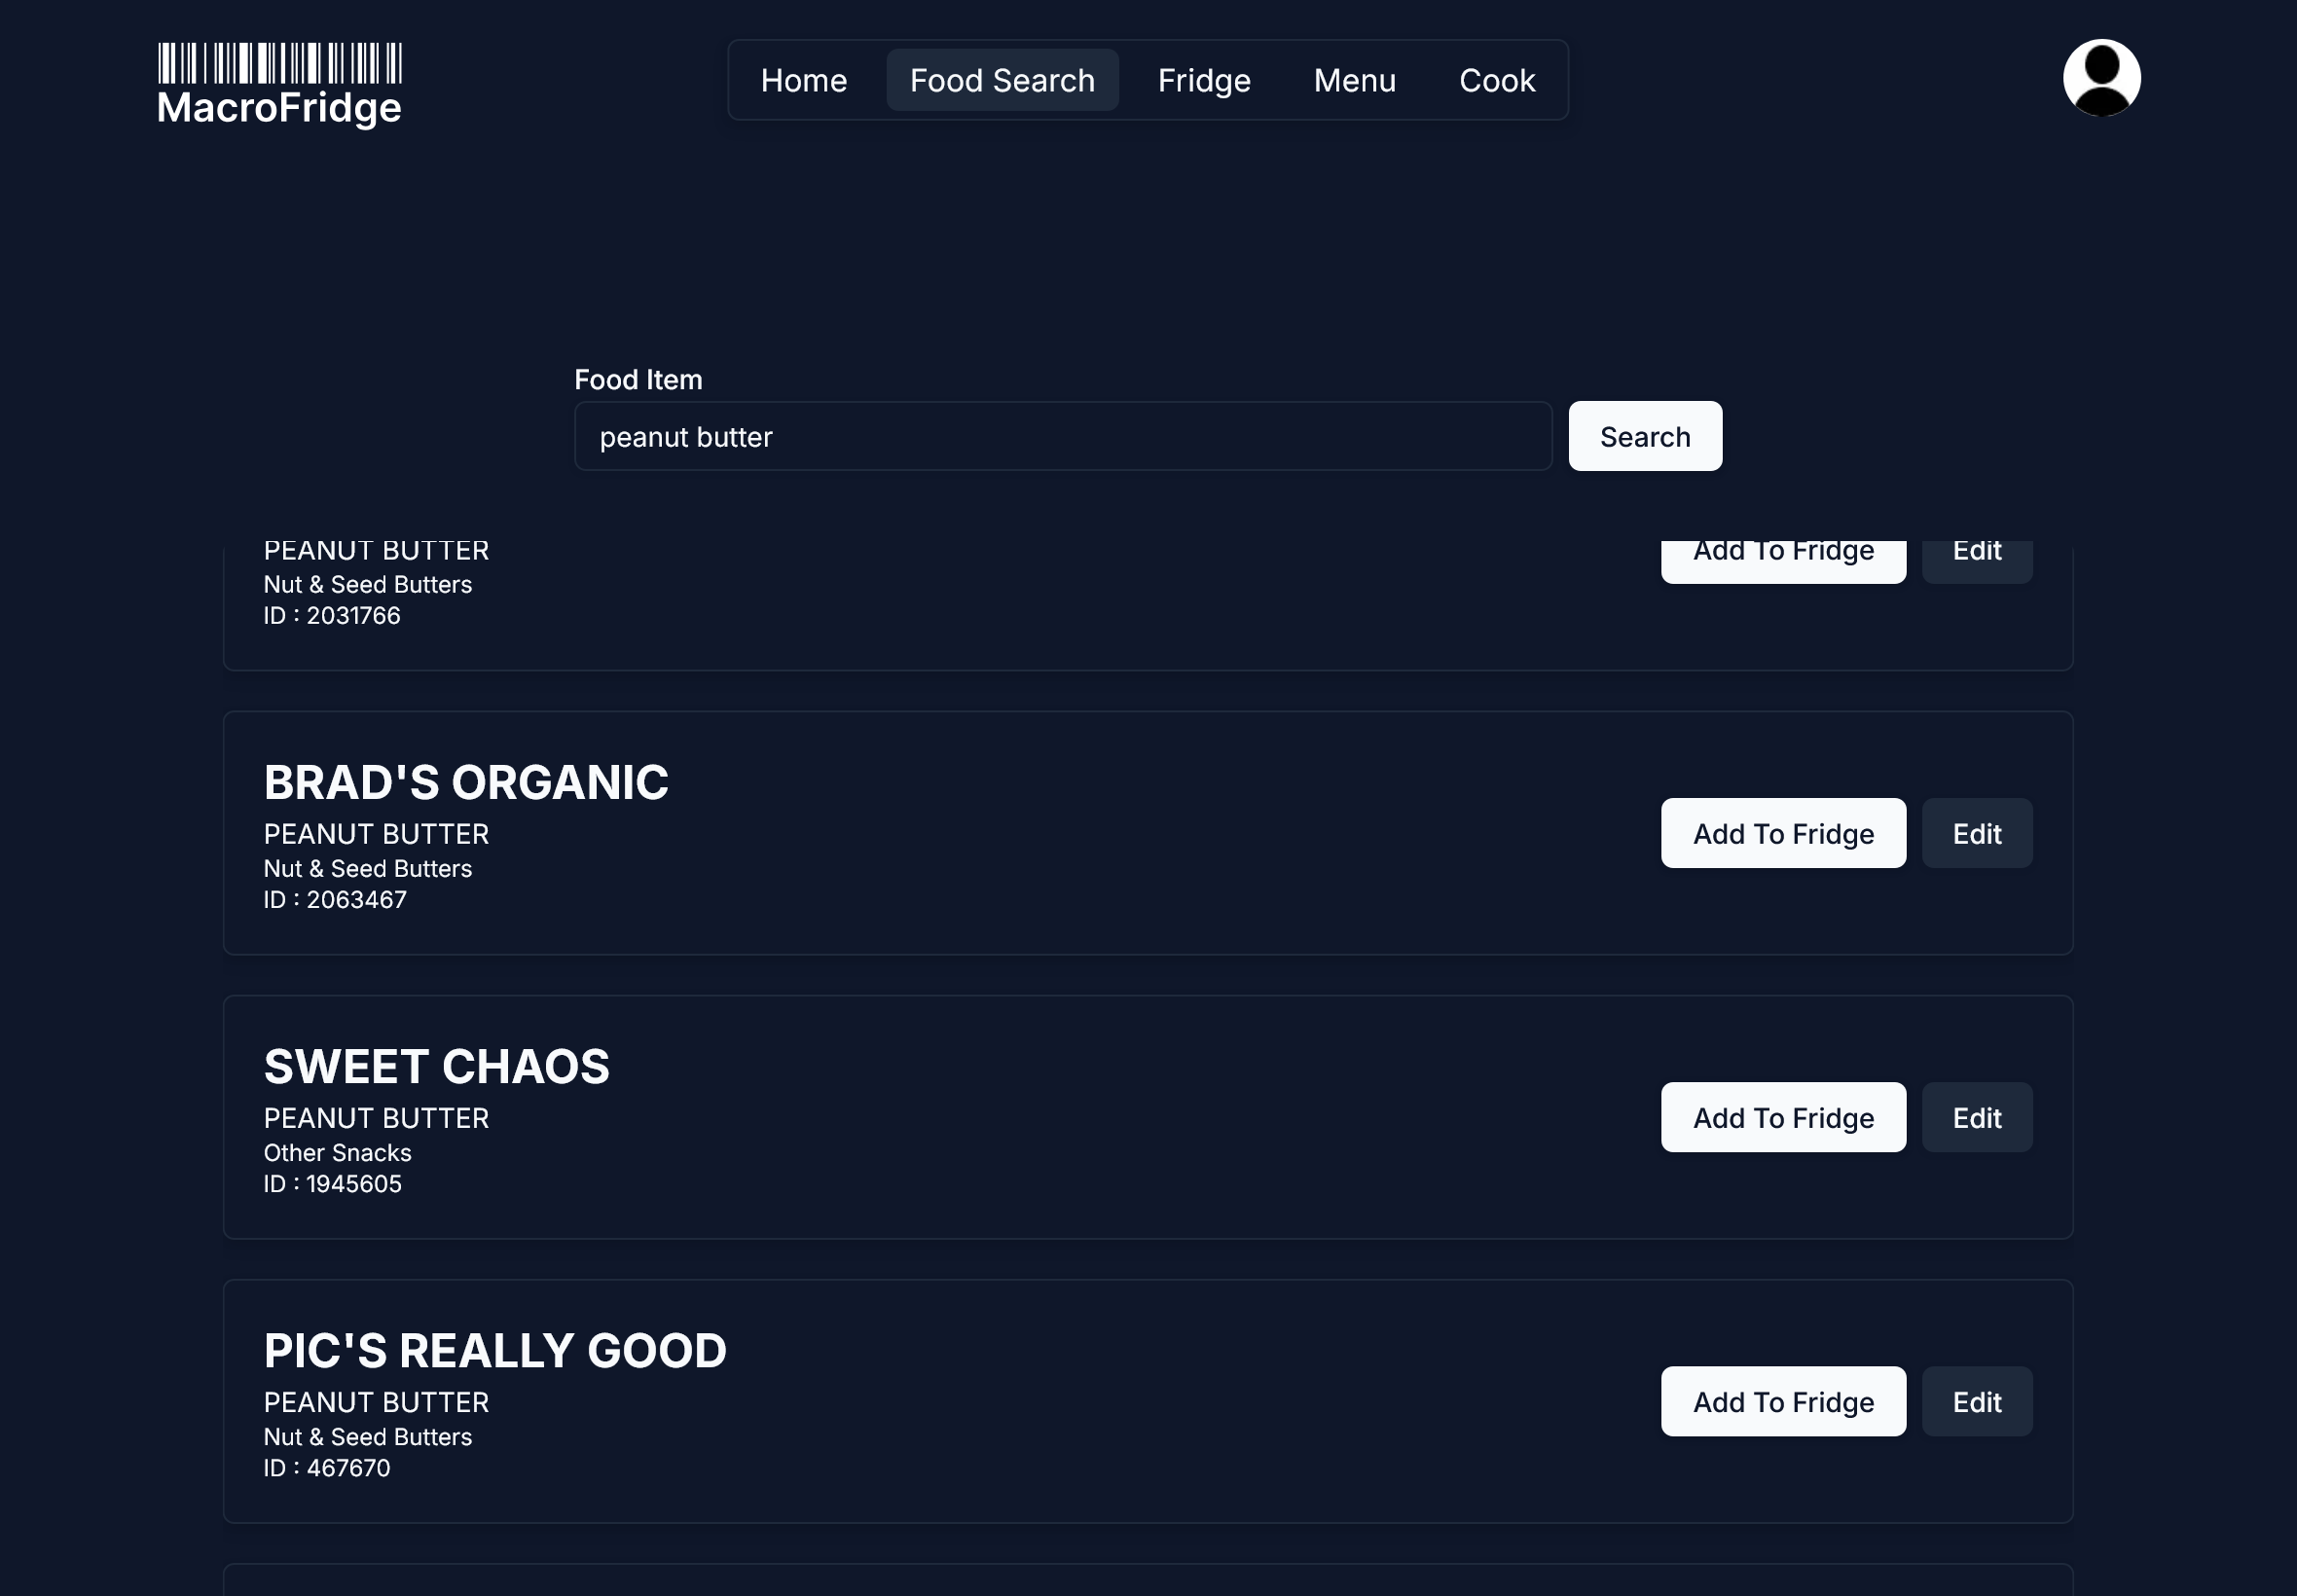 MacroFridge
Home Food Search Fridge Menu Cook
Food Item
peanut butter Search
PEANUT BUTTER
Add To Fridge Edit
Nut & Seed Butters
ID : 2031766
BRAD'S ORGANIC
PEANUT BUTTER
Add To Fridge Edit
Nut & Seed Butters
ID : 2063467
SWEET CHAOS
PEANUT BUTTER
Add To Fridge Edit
Other Snacks
ID : 1945605
PIC'S REALLY GOOD
PEANUT BUTTER
Add To Fridge Edit
Nut & Seed Butters
ID : 467670